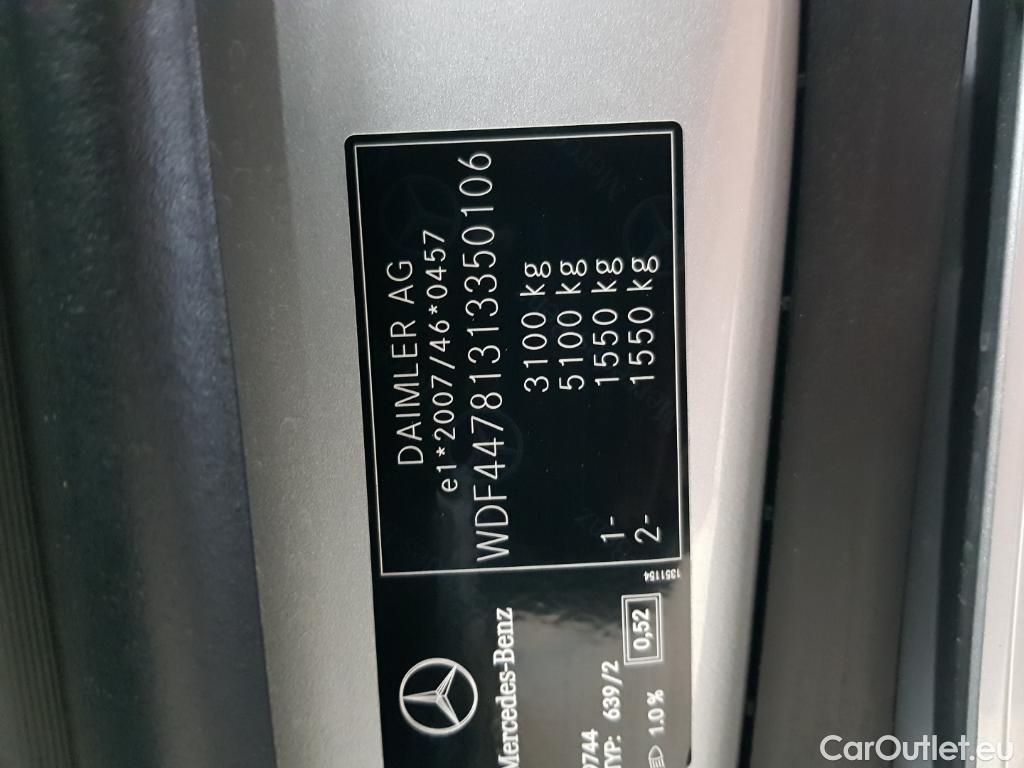 DAIMLER AG
e1*2007/46*0457
WDF44781313350106
3100 kg
5100 kg
1- 1550 kg
2- 1550 kg
1351154
Mercedes-Benz
9744
TYP: 639/2
1.0 % 0,52
CarOutlet.eu